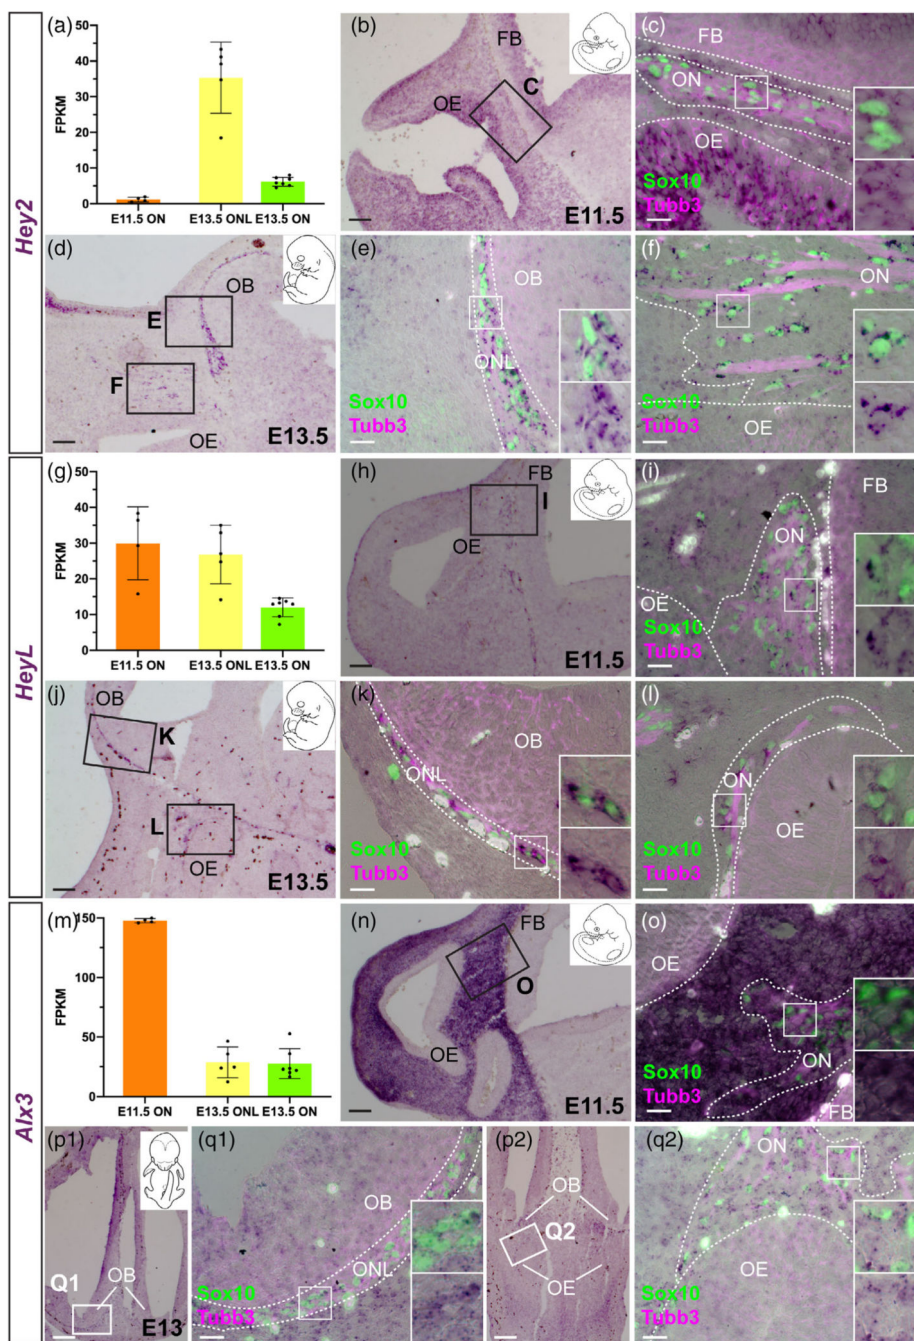 Hey2
(a)
50
40
30
20
10
0
FPKM
E11.5 ON E13.5 ONL E13.5 ON
(b)
FB
OE
C
E11.5
(c)
FB
ON
OE
Sox10
Tubb3
(d)
OB
E
F
OE
E13.5
(e)
OB
ONL
Sox10
Tubb3
(f)
ON
Sox10
Tubb3
OE
HeyL
(g)
50
40
30
20
10
0
FPKM
E11.5 ON E13.5 ONL E13.5 ON
(h)
FB
I
OE
E11.5
(i)
FB
ON
OE
Sox10
Tubb3
(j)
OB
K
L
OE
E13.5
(k)
OB
ONL
Sox10
Tubb3
(l)
ON
OE
Sox10
Tubb3
Alx3
(m)
150
100
50
0
FPKM
E11.5 ON E13.5 ONL E13.5 ON
(n)
FB
O
OE
E11.5
(o)
OE
ON
Sox10
Tubb3
FB
(p1)
Q1
OB
E13
(q1)
OB
ONL
Sox10
Tubb3
(p2)
OB
Q2
OE
(q2)
ON
OE
Sox10
Tubb3